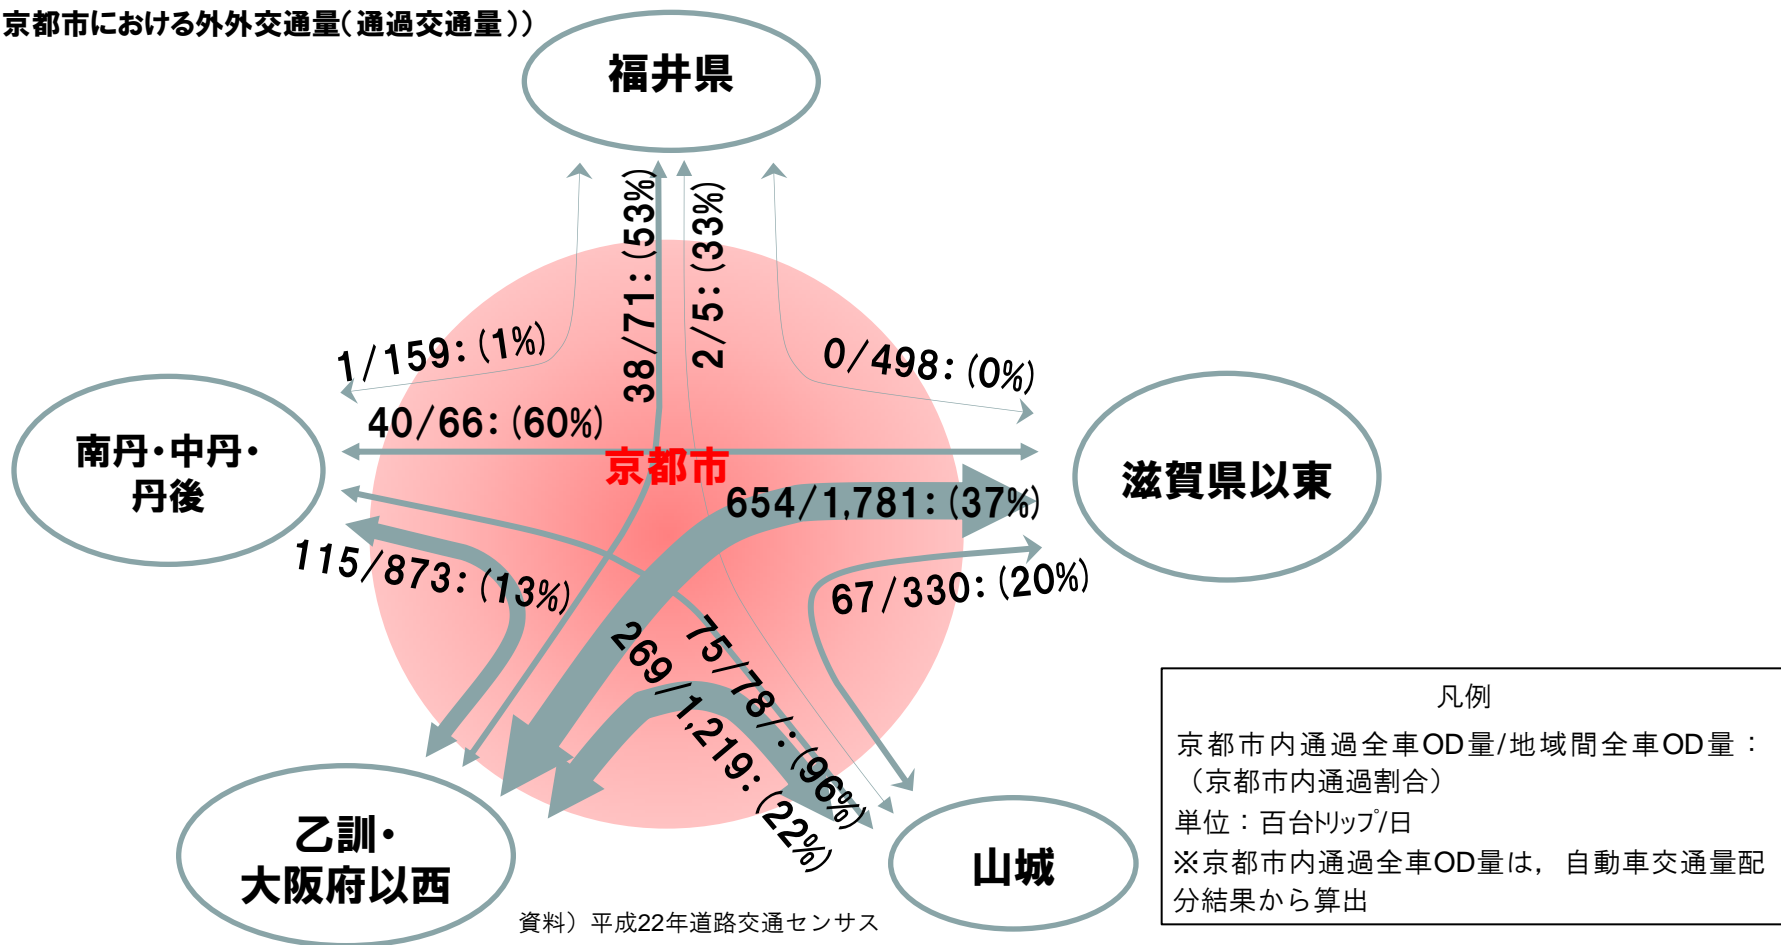 京都市における外外交通量(通過交通量))
福井県
38/71:(53%)
2/5:(33%)
1/159:(1%)
0/498:(0%)
40/66:(60%)
南丹・中丹・
丹後
京都市
滋賀県以東
654/1,781:(37%)
115/873:(13%)
67/330:(20%)
75/78/:(96%)
269/1,219:(22%)
乙訓・
大阪府以西
山城
凡例
京都市内通過全車OD量/地域間全車OD量：
（京都市内通過割合）
単位：百台ﾄﾘｯﾌﾟ/日
※京都市内通過全車OD量は，自動車交通量配
分結果から算出
資料）平成22年道路交通センサス